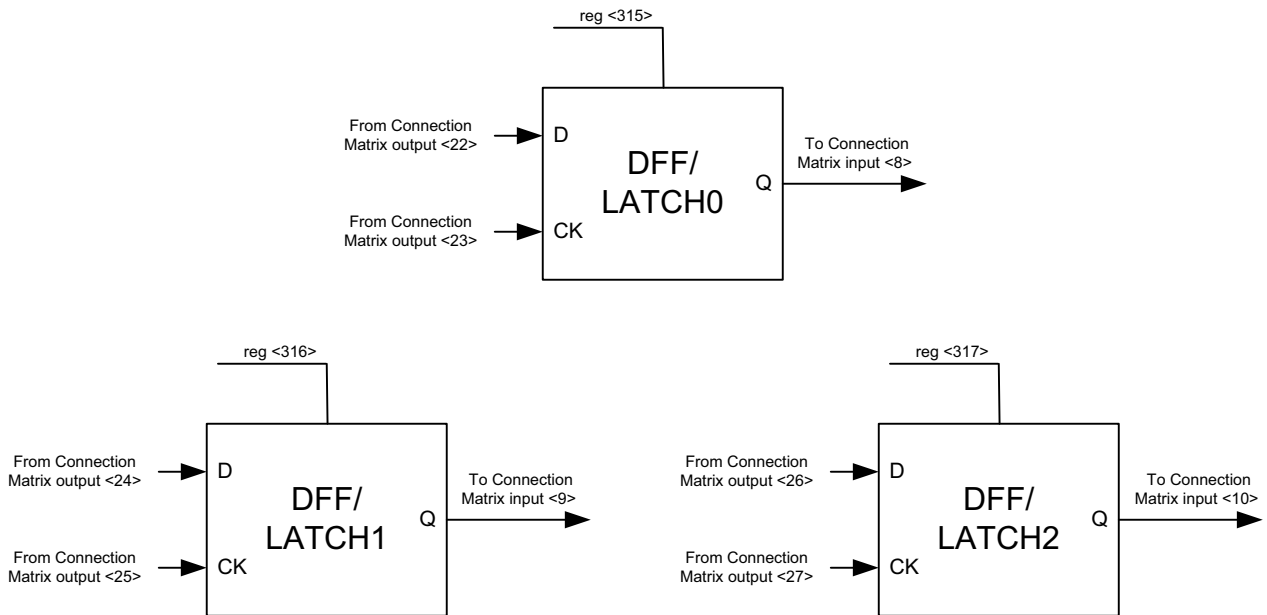 reg <315>
From Connection
Matrix output <22>
D
DFF/
LATCH0
Q
To Connection
Matrix input <8>
From Connection
Matrix output <23>
CK
reg <316>
From Connection
Matrix output <24>
D
DFF/
LATCH1
Q
To Connection
Matrix input <9>
From Connection
Matrix output <25>
CK
reg <317>
From Connection
Matrix output <26>
D
DFF/
LATCH2
Q
To Connection
Matrix input <10>
From Connection
Matrix output <27>
CK